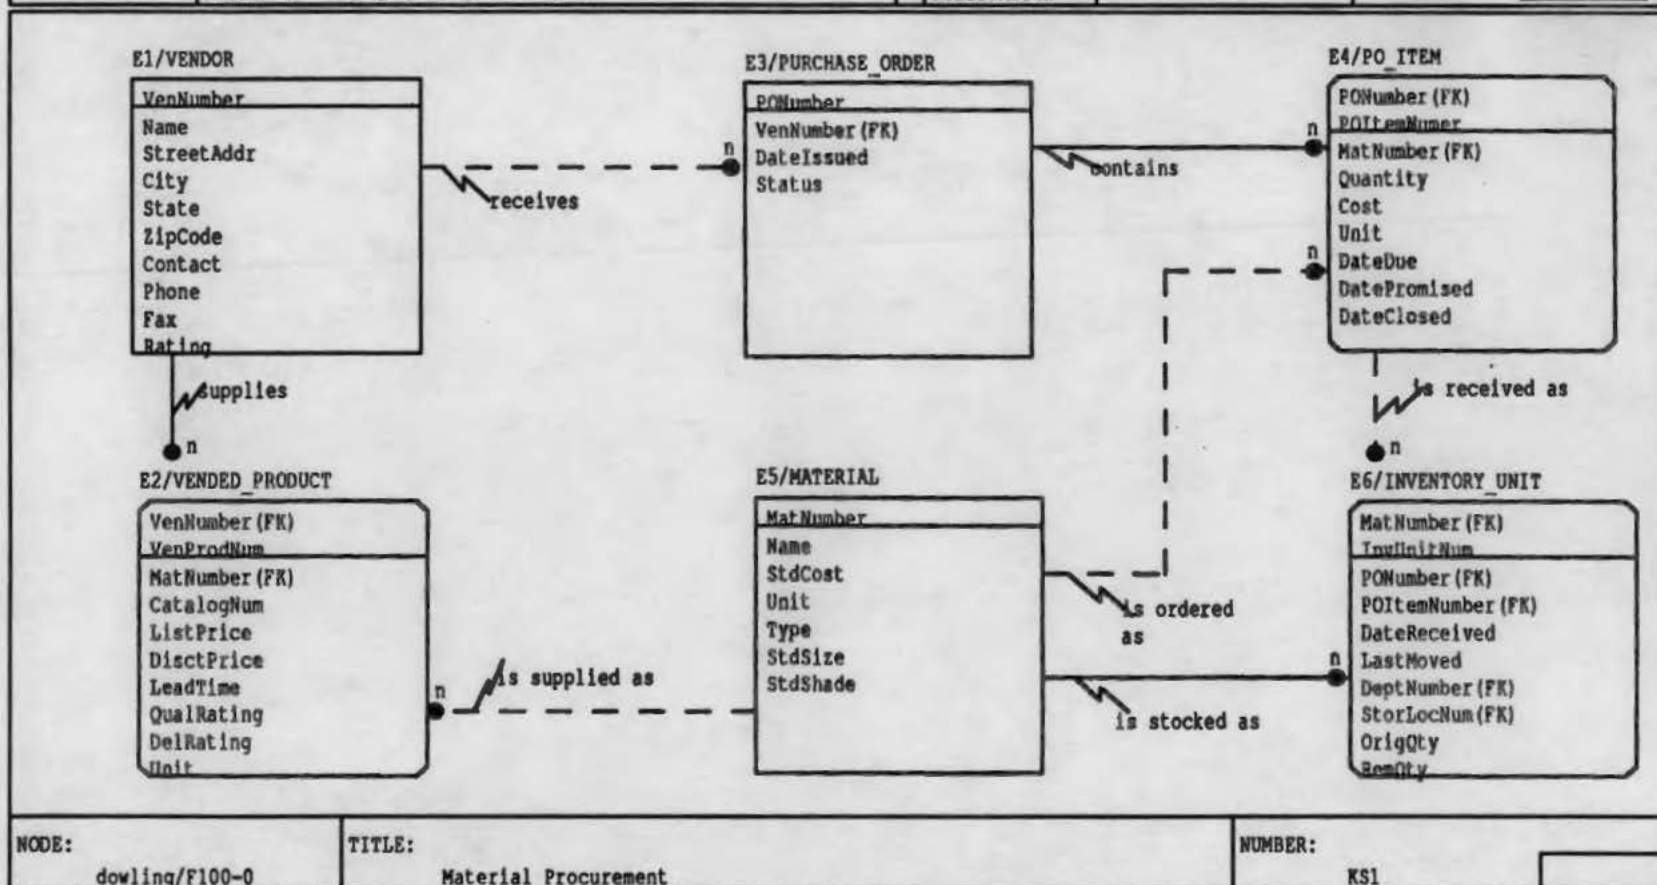 E1/VENDOR
VenNumber
Name
StreetAddr
City
State
ZipCode
Contact
Phone
Fax
Rating
receives
n
E3/PURCHASE_ORDER
PONumber
VenNumber(FK)
DateIssued
Status
contains
n
E4/PO_ITEM
PONumber(FK)
POItemNumer
MatNumber(FK)
Quantity
Cost
Unit
DateDue
DatePromised
DateClosed
n
supplies
n
is received as
n
E2/VENDED_PRODUCT
VenNumber(FK)
VenProdNum
MatNumber(FK)
CatalogNum
ListPrice
DisctPrice
LeadTime
QualRating
DelRating
Unit
n
is supplied as
E5/MATERIAL
MatNumber
Name
StdCost
Unit
Type
StdSize
StdShade
is ordered
as
is stocked as
n
E6/INVENTORY_UNIT
MatNumber(FK)
InvUnitNum
PONumber(FK)
POItemNumber(FK)
DateReceived
LastMoved
DeptNumber(FK)
StorLocNum(FK)
OrigQty
RemQty
NODE:
dowling/F100-0
TITLE:
Material Procurement
NUMBER:
KS1